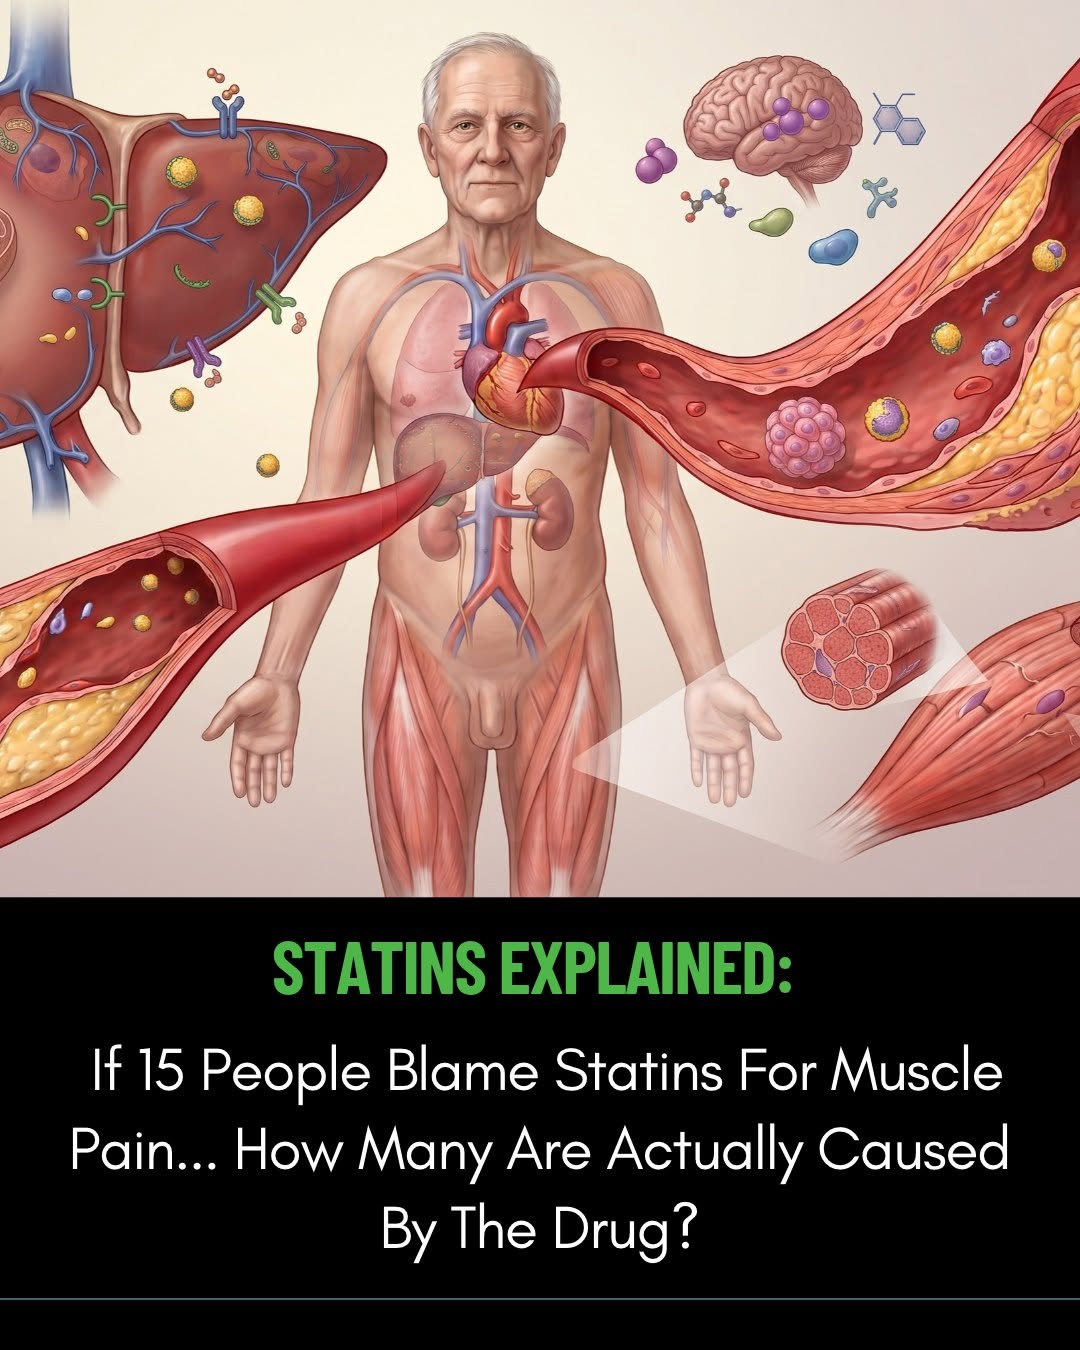 STATINS EXPLAINED:
If 15 People Blame Statins For Muscle
Pain... How Many Are Actually Caused
By The Drug?